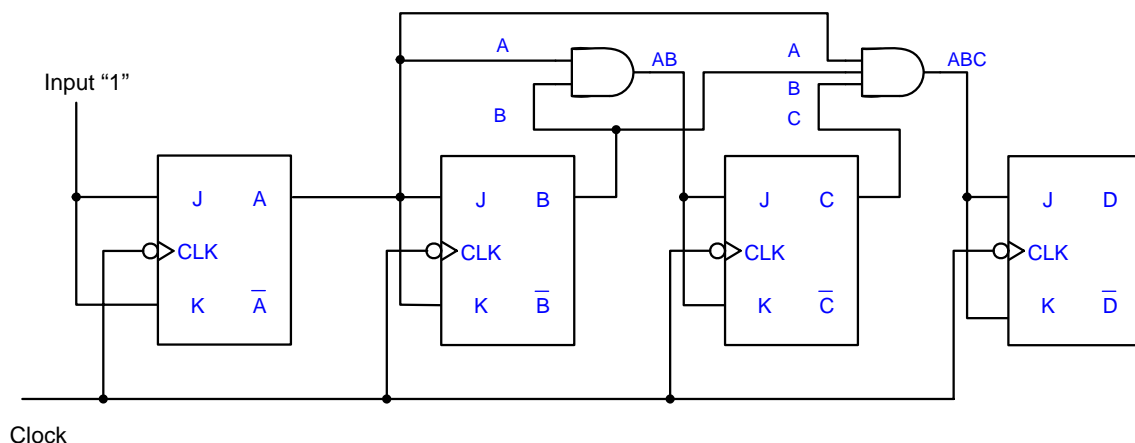 A
AB
A
ABC
Input “1”
B
B
C
J A
J B
J C
J D
CLK
CLK
CLK
CLK
K A̅
K B̅
K C̅
K D̅
Clock